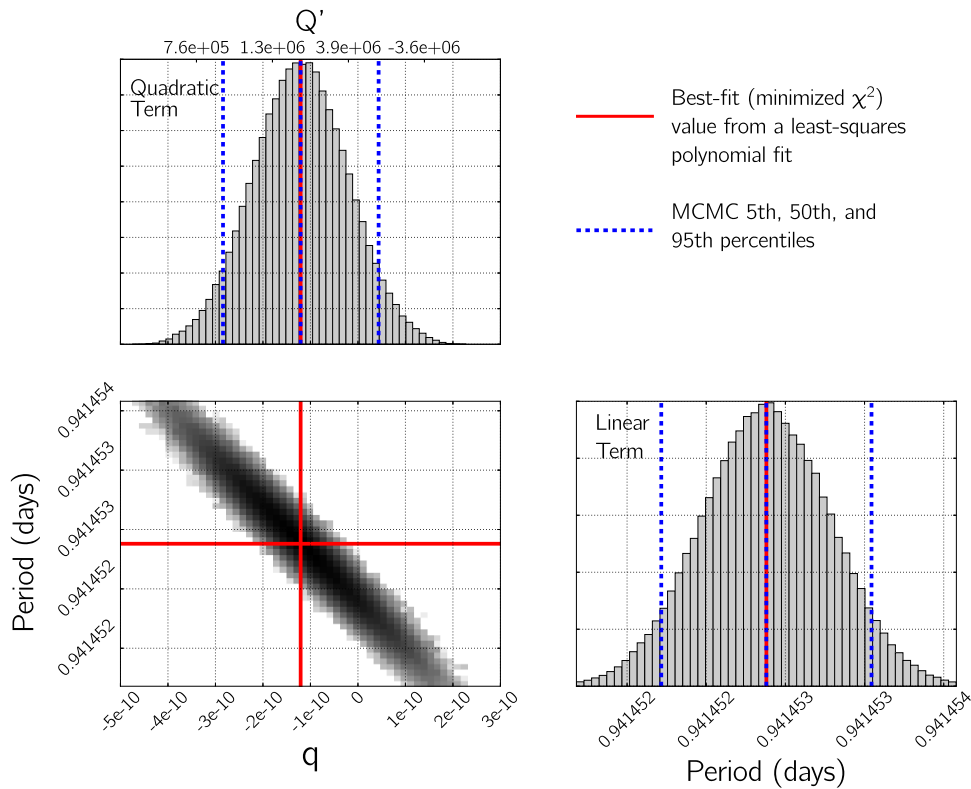 Q'
7.6e+05 1.3e+06 3.9e+06 -3.6e+06
Quadratic
Term
Best-fit (minimized χ²)
value from a least-squares
polynomial fit
MCMC 5th, 50th, and
95th percentiles
Period (days)
0.941454
0.941453
0.941453
0.941452
0.941452
-5e-10 -4e-10 -3e-10 -2e-10 -1e-10 0 1e-10 2e-10 3e-10
q
Linear
Term
0.941452 0.941452 0.941453 0.941453 0.941454
Period (days)